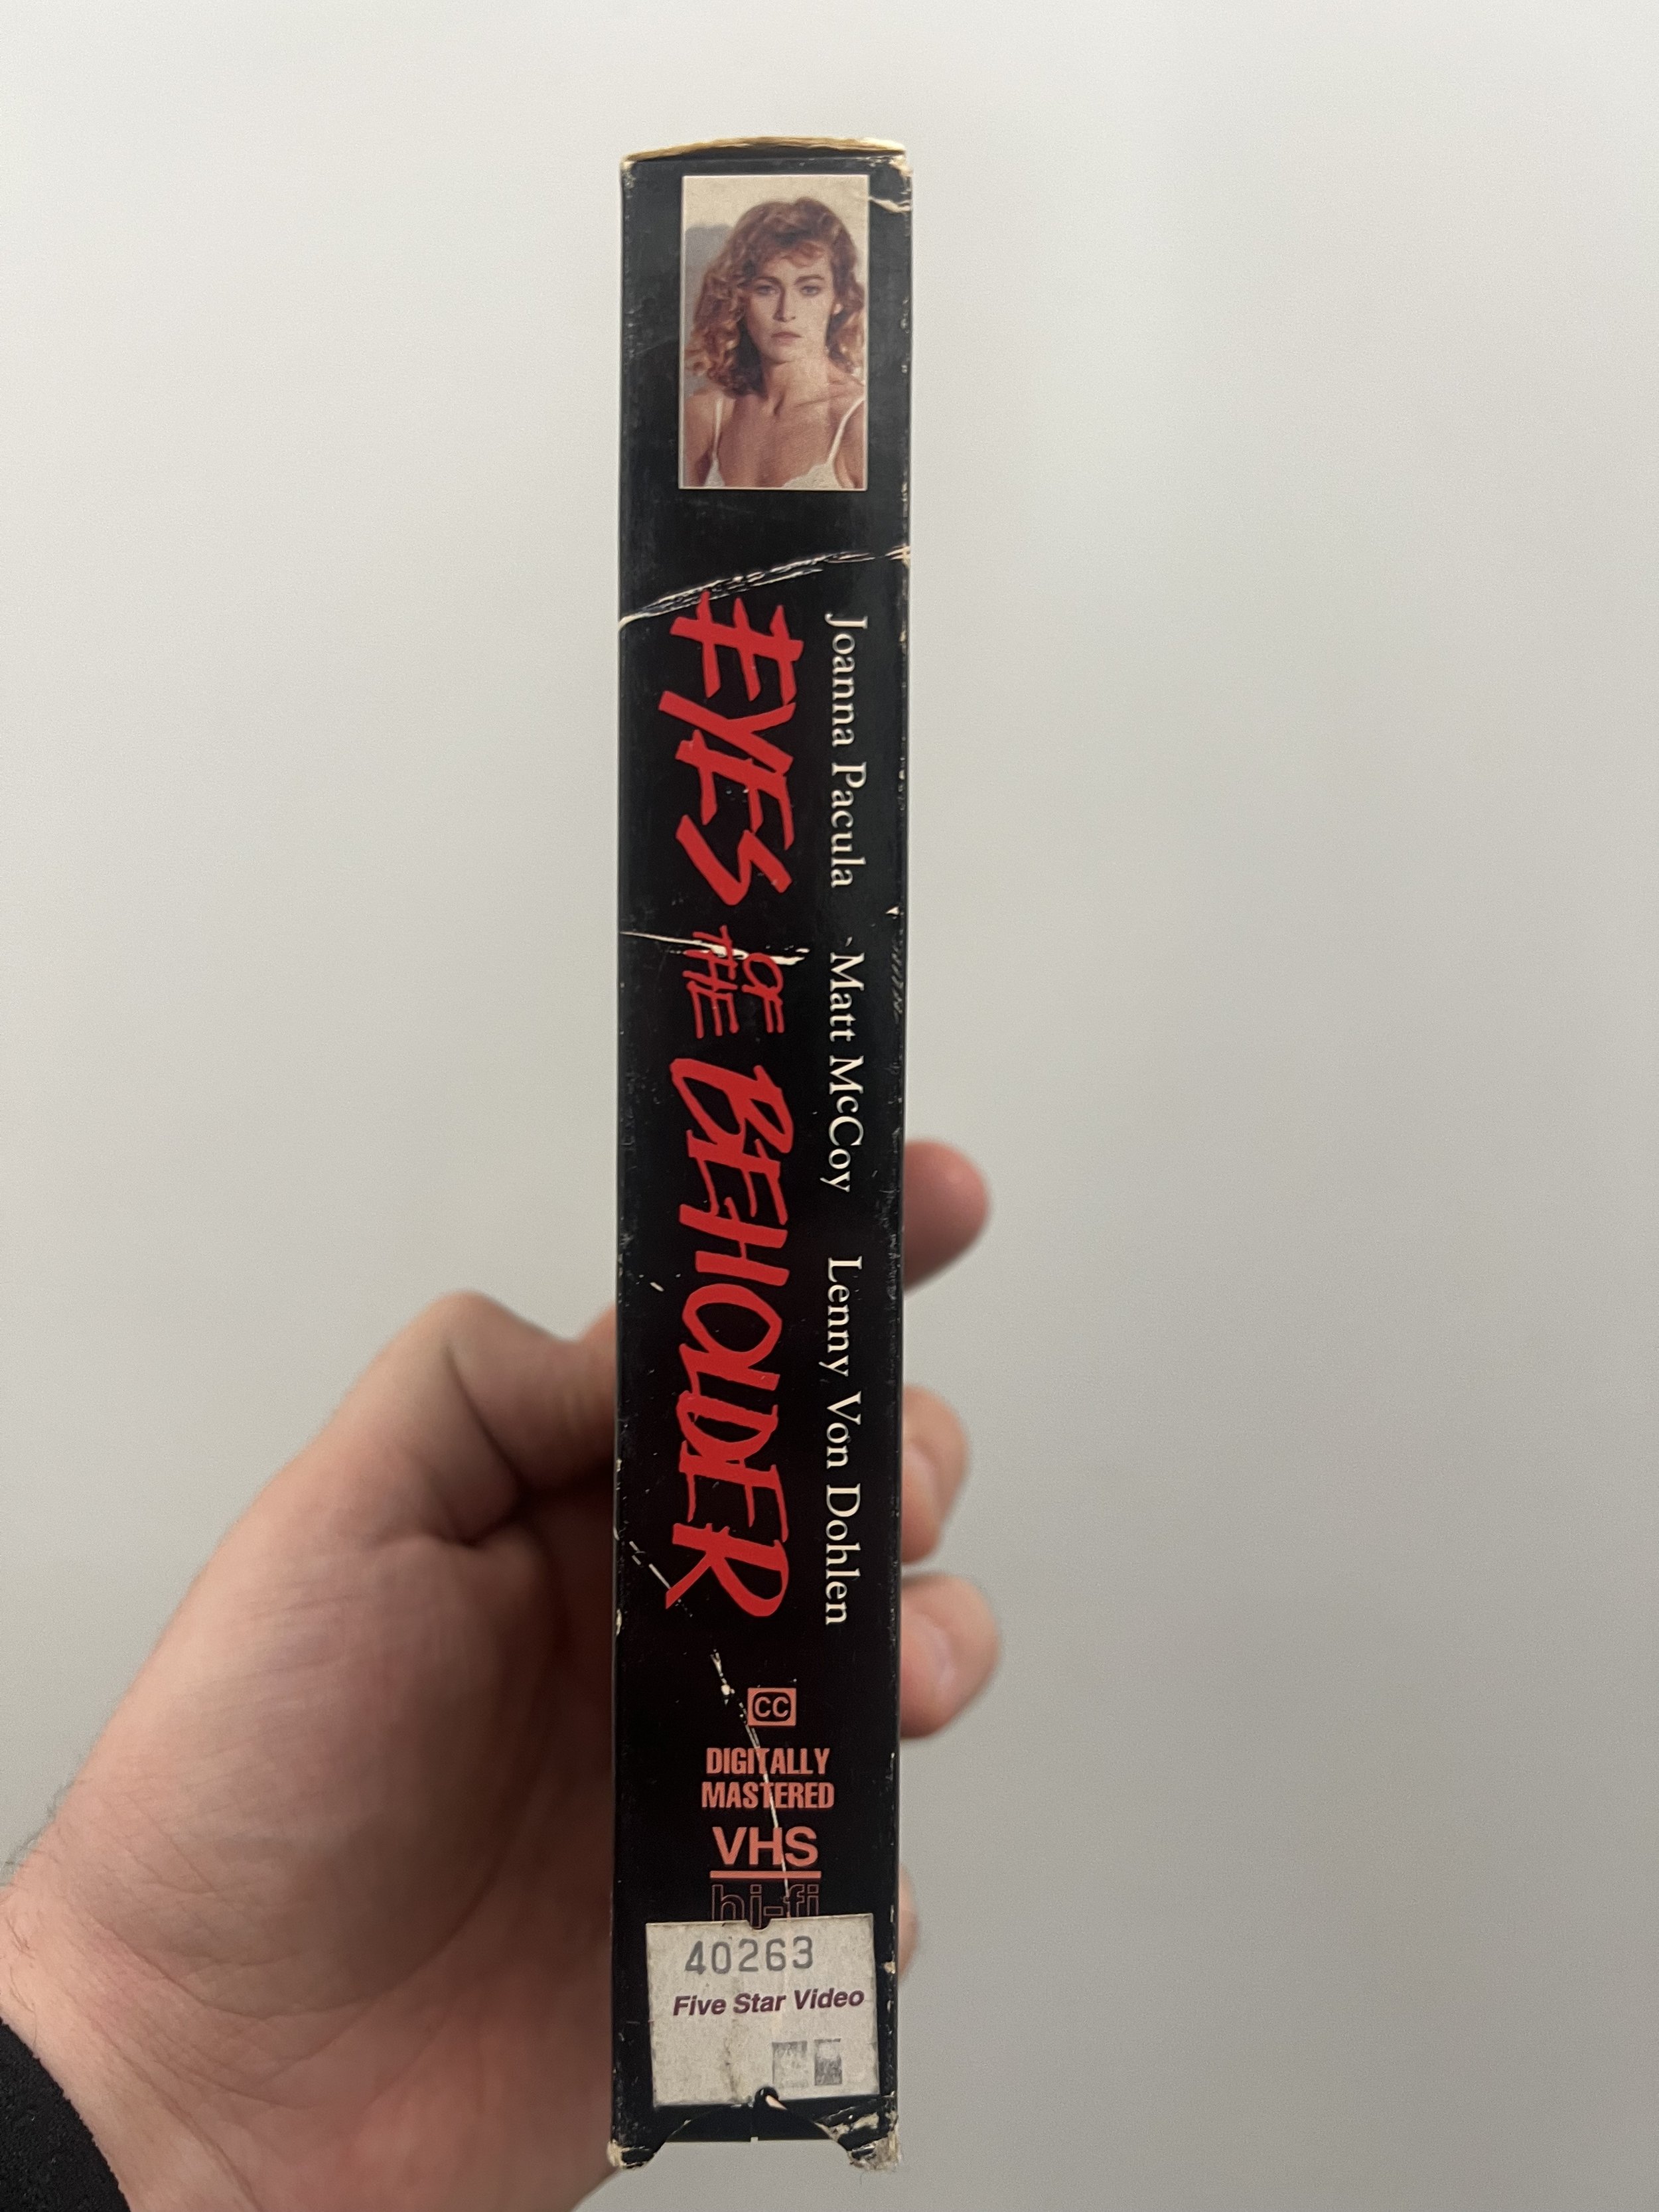 Joanna Pacula Matt McCoy Lenny Von Dohlen
EYES OF THE BEHOLDER
CC
DIGITALLY
MASTERED
VHS
hi-fi
40263
Five Star Video